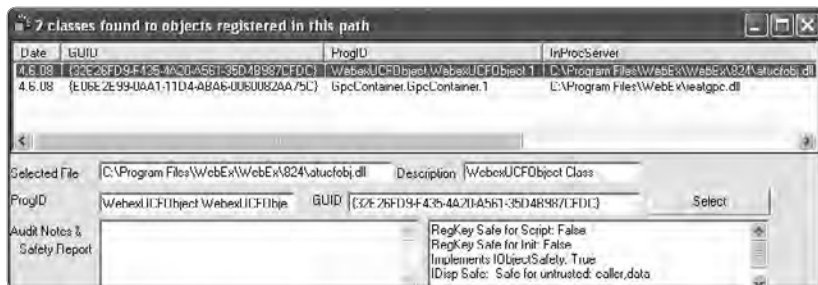 2 classes found to objects registered in this path
Date GUID ProgID InProcServer
4.6.08 {32E26FD9-F435-4A20-A561-35D4B987CFDC} WebexUCFObject.WebexUCFObject.1 C:\Program Files\WebEx\WebEx\824\atucfobj.dll
4.6.08 {E06E2E99-0AA1-11D4-ABA6-0060082AA75C} GpcContainer.GpcContainer.1 C:\Program Files\WebEx\ieatgpc.dll
Selected File C:\Program Files\WebEx\WebEx\824\atucfobj.dll Description WebexUCFObject Class
ProgID WebexUCFObject.WebexUCFObje GUID {32E26FD9-F435-4A20-A561-35D4B987CFDC} Select
Audit Notes &
Safety Report
RegKey Safe for Script: False
RegKey Safe for Init: False
Implements IObjectSafety: True
IDisp Safe: Safe for untrusted: caller,data